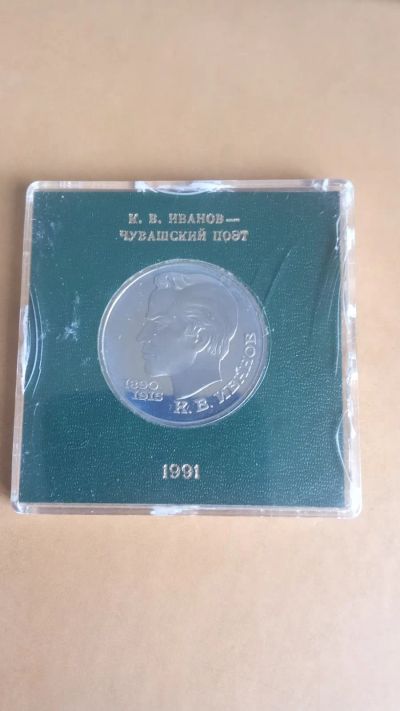 К. В. ИВАНОВ—
ЧУВАШСКИЙ ПОЭТ
1890
1915
К. В. ИВАНОВ
1991